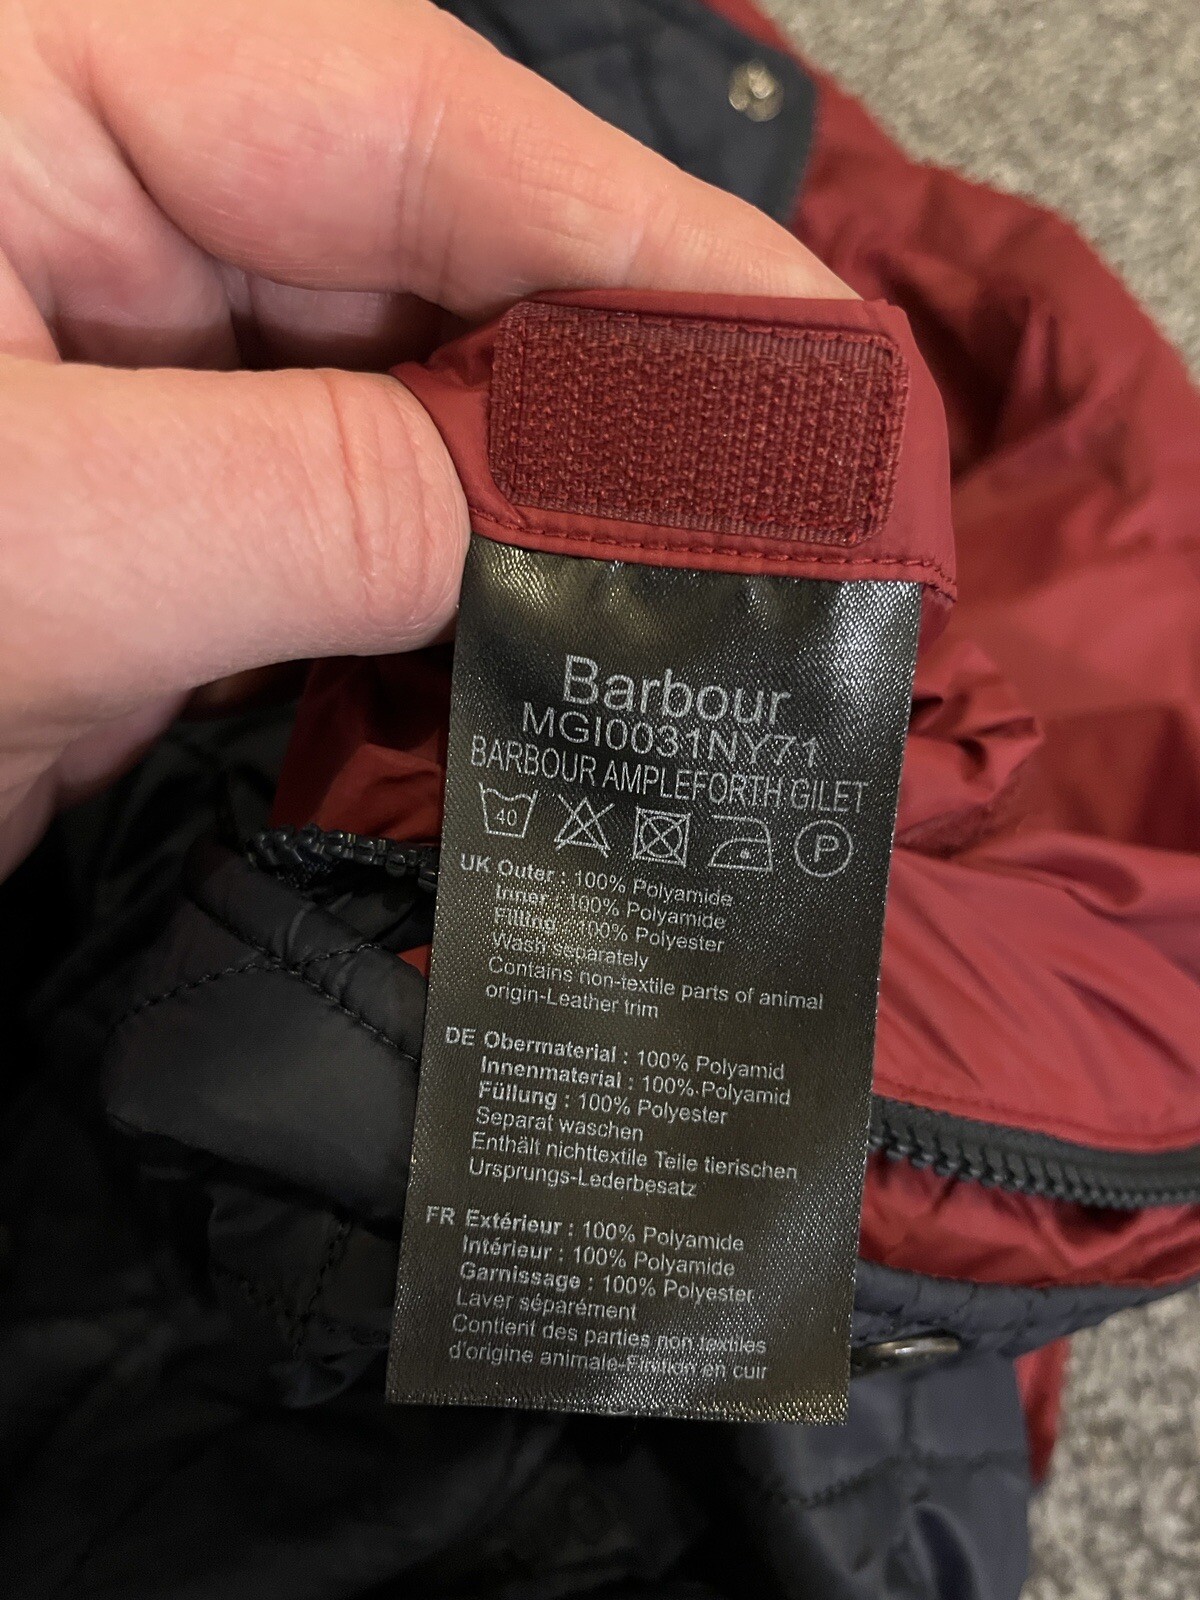 Barbour
MGI0031NY71
BARBOUR AMPLEFORTH GILET
40
P
UK Outer : 100% Polyamide
Inner : 100% Polyamide
Filling : 100% Polyester
Wash separately
Contains non-textile parts of animal
origin-Leather trim
DE Obermaterial : 100% Polyamid
Innenmaterial : 100% Polyamid
Füllung : 100% Polyester
Separat waschen
Enthält nichttextile Teile tierischen
Ursprungs-Lederbesatz
FR Extérieur : 100% Polyamide
Intérieur : 100% Polyamide
Garnissage : 100% Polyester
Laver séparément
Contient des parties non textiles
d'origine animale-Finition en cuir